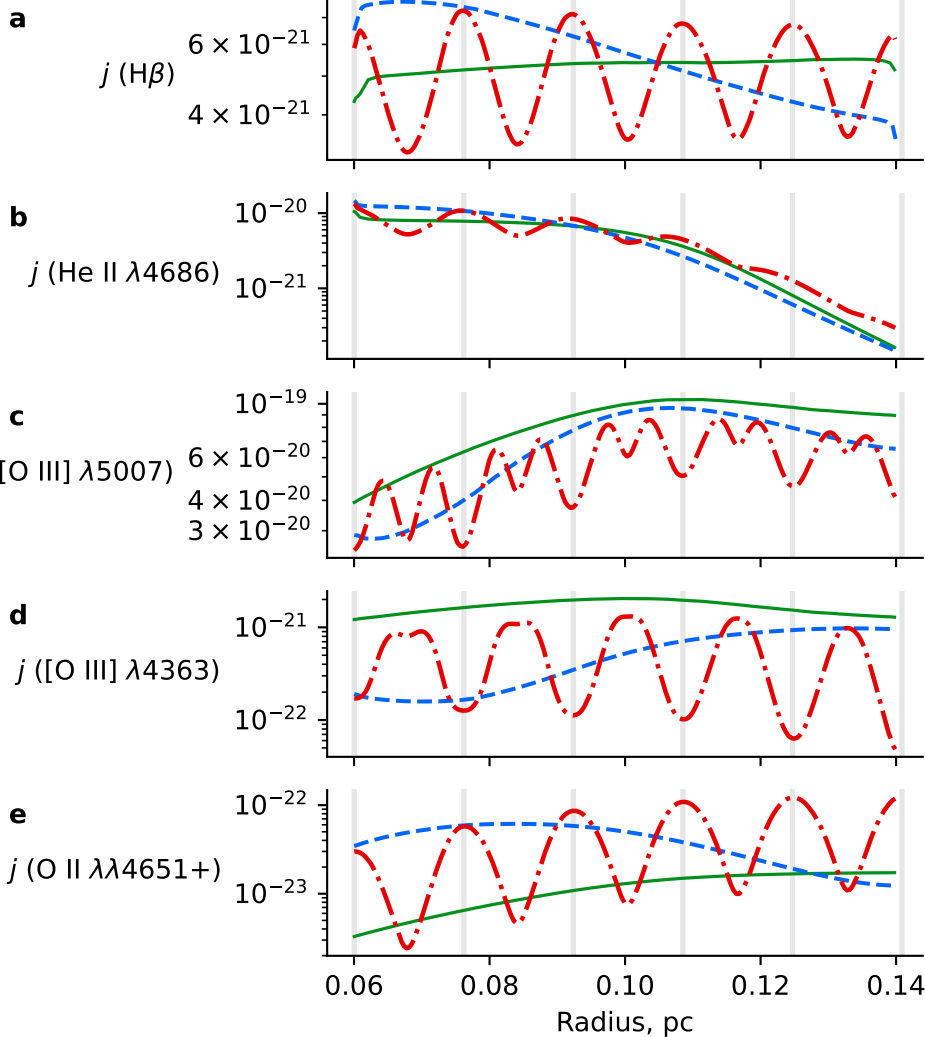 a
j (Hβ)
6 × 10⁻²¹
4 × 10⁻²¹
b
j (He II λ4686)
10⁻²⁰
10⁻²¹
c
[O III] λ5007)
10⁻¹⁹
6 × 10⁻²⁰
4 × 10⁻²⁰
3 × 10⁻²⁰
d
j ([O III] λ4363)
10⁻²¹
10⁻²²
e
j (O II λλ4651+)
10⁻²²
10⁻²³
0.06 0.08 0.10 0.12 0.14
Radius, pc